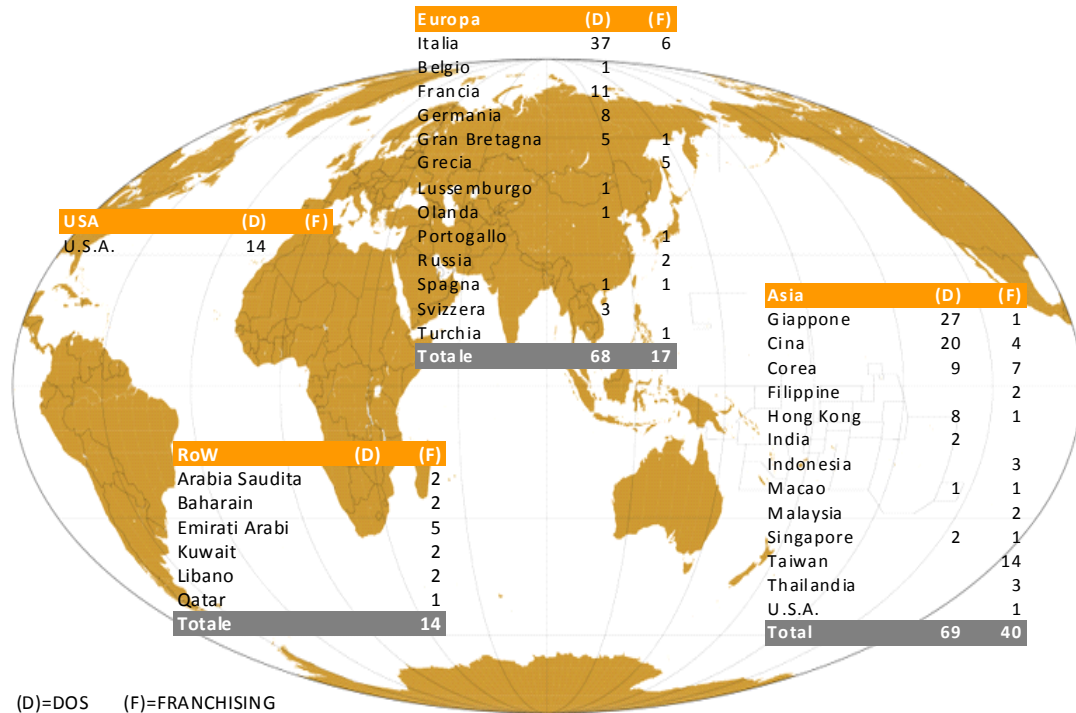 Europa (D) (F)
Italia 37 6
Belgio 1
Francia 11
Germania 8
Gran Bretagna 5 1
Grecia 5
Lussemburgo 1
Olanda 1
Portogallo 1
Russia 2
Spagna 1 1
Svizzera 3
Turchia 1
Totale 68 17
USA (D) (F)
U.S.A. 14
Asia (D) (F)
Giappone 27 1
Cina 20 4
Corea 9 7
Filippine 2
Hong Kong 8 1
India 2
Indonesia 3
Macao 1 1
Malaysia 2
Singapore 2 1
Taiwan 14
Thailandia 3
U.S.A. 1
Total 69 40
RoW (D) (F)
Arabia Saudita 2
Baharain 2
Emirati Arabi 5
Kuwait 2
Libano 2
Qatar 1
Totale 14
(D)=DOS (F)=FRANCHISING